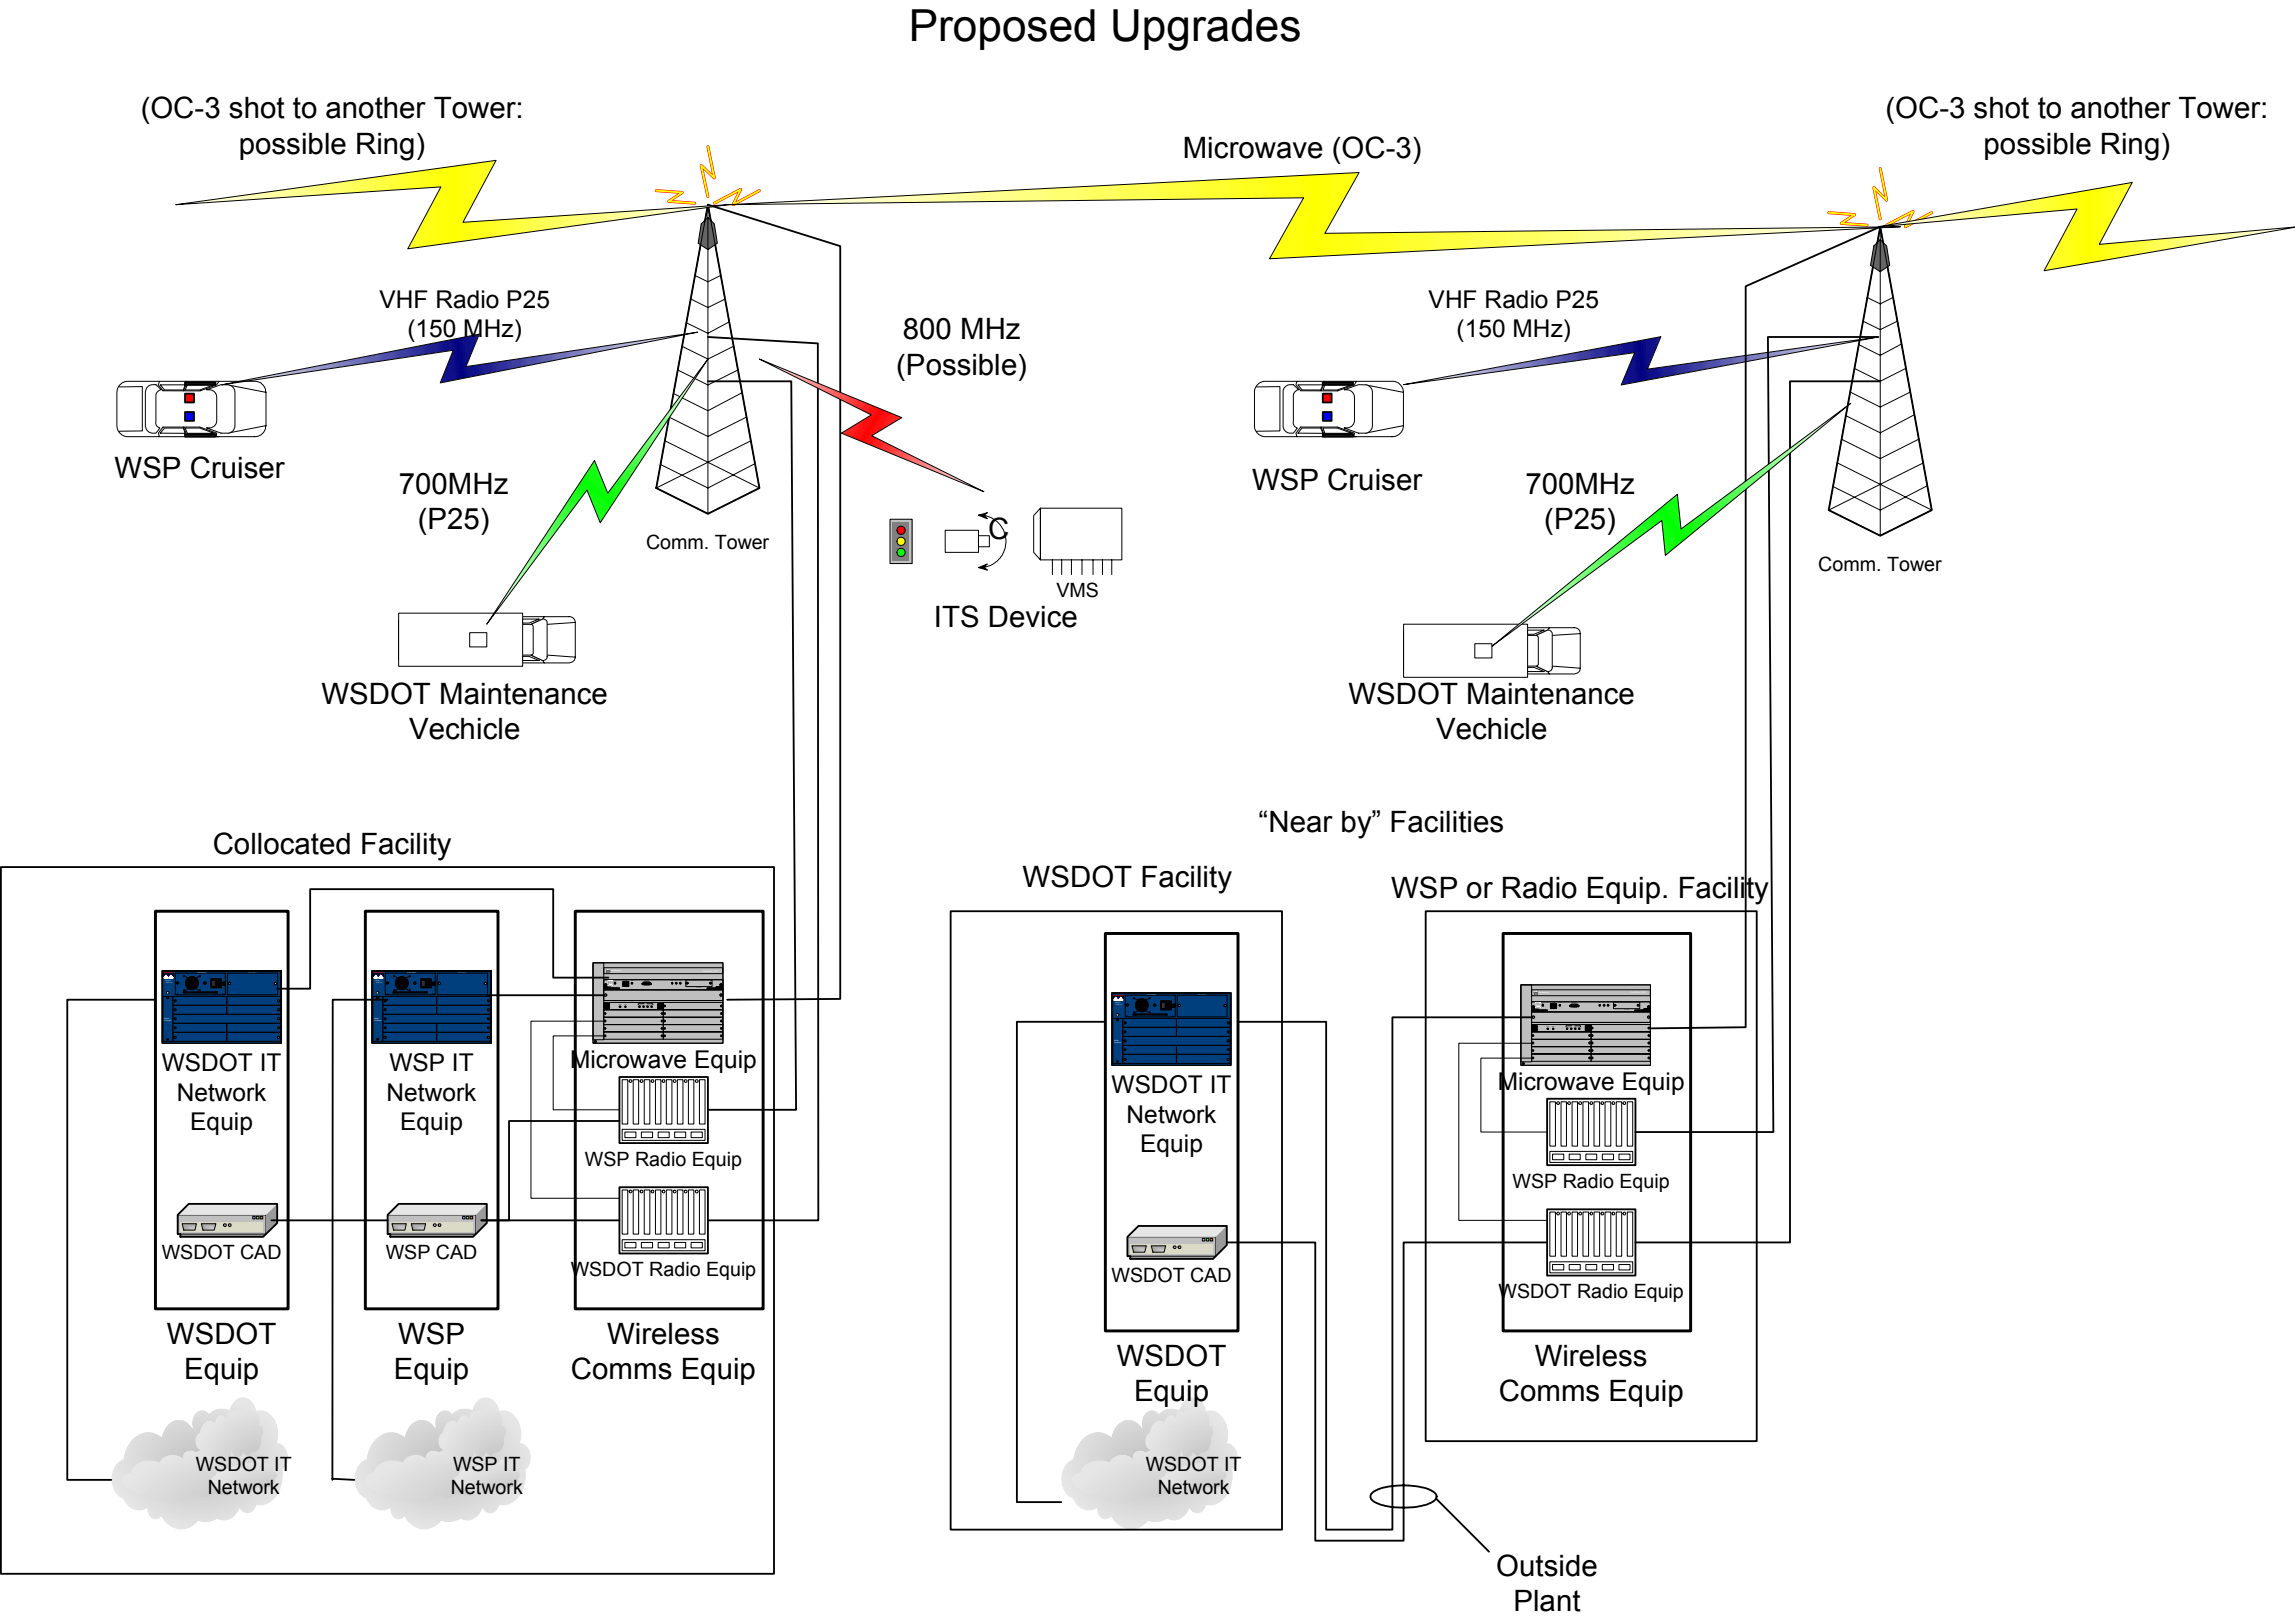 Proposed Upgrades
(OC-3 shot to another Tower:
possible Ring)
Microwave (OC-3)
(OC-3 shot to another Tower:
possible Ring)
VHF Radio P25
(150 MHz)
800 MHz
(Possible)
VHF Radio P25
(150 MHz)
WSP Cruiser
700MHz
(P25)
Comm. Tower
VMS
ITS Device
WSP Cruiser
700MHz
(P25)
Comm. Tower
WSDOT Maintenance
Vechicle
WSDOT Maintenance
Vechicle
Collocated Facility
“Near by” Facilities
WSDOT Facility
WSP or Radio Equip. Facility
WSDOT IT
Network
Equip
WSP IT
Network
Equip
Microwave Equip
WSP Radio Equip
WSDOT CAD
WSP CAD
WSDOT Radio Equip
WSDOT
Equip
WSP
Equip
Wireless
Comms Equip
WSDOT IT
Network
WSP IT
Network
WSDOT IT
Network
Equip
WSDOT CAD
WSDOT
Equip
WSDOT IT
Network
Microwave Equip
WSP Radio Equip
WSDOT Radio Equip
Wireless
Comms Equip
Outside
Plant